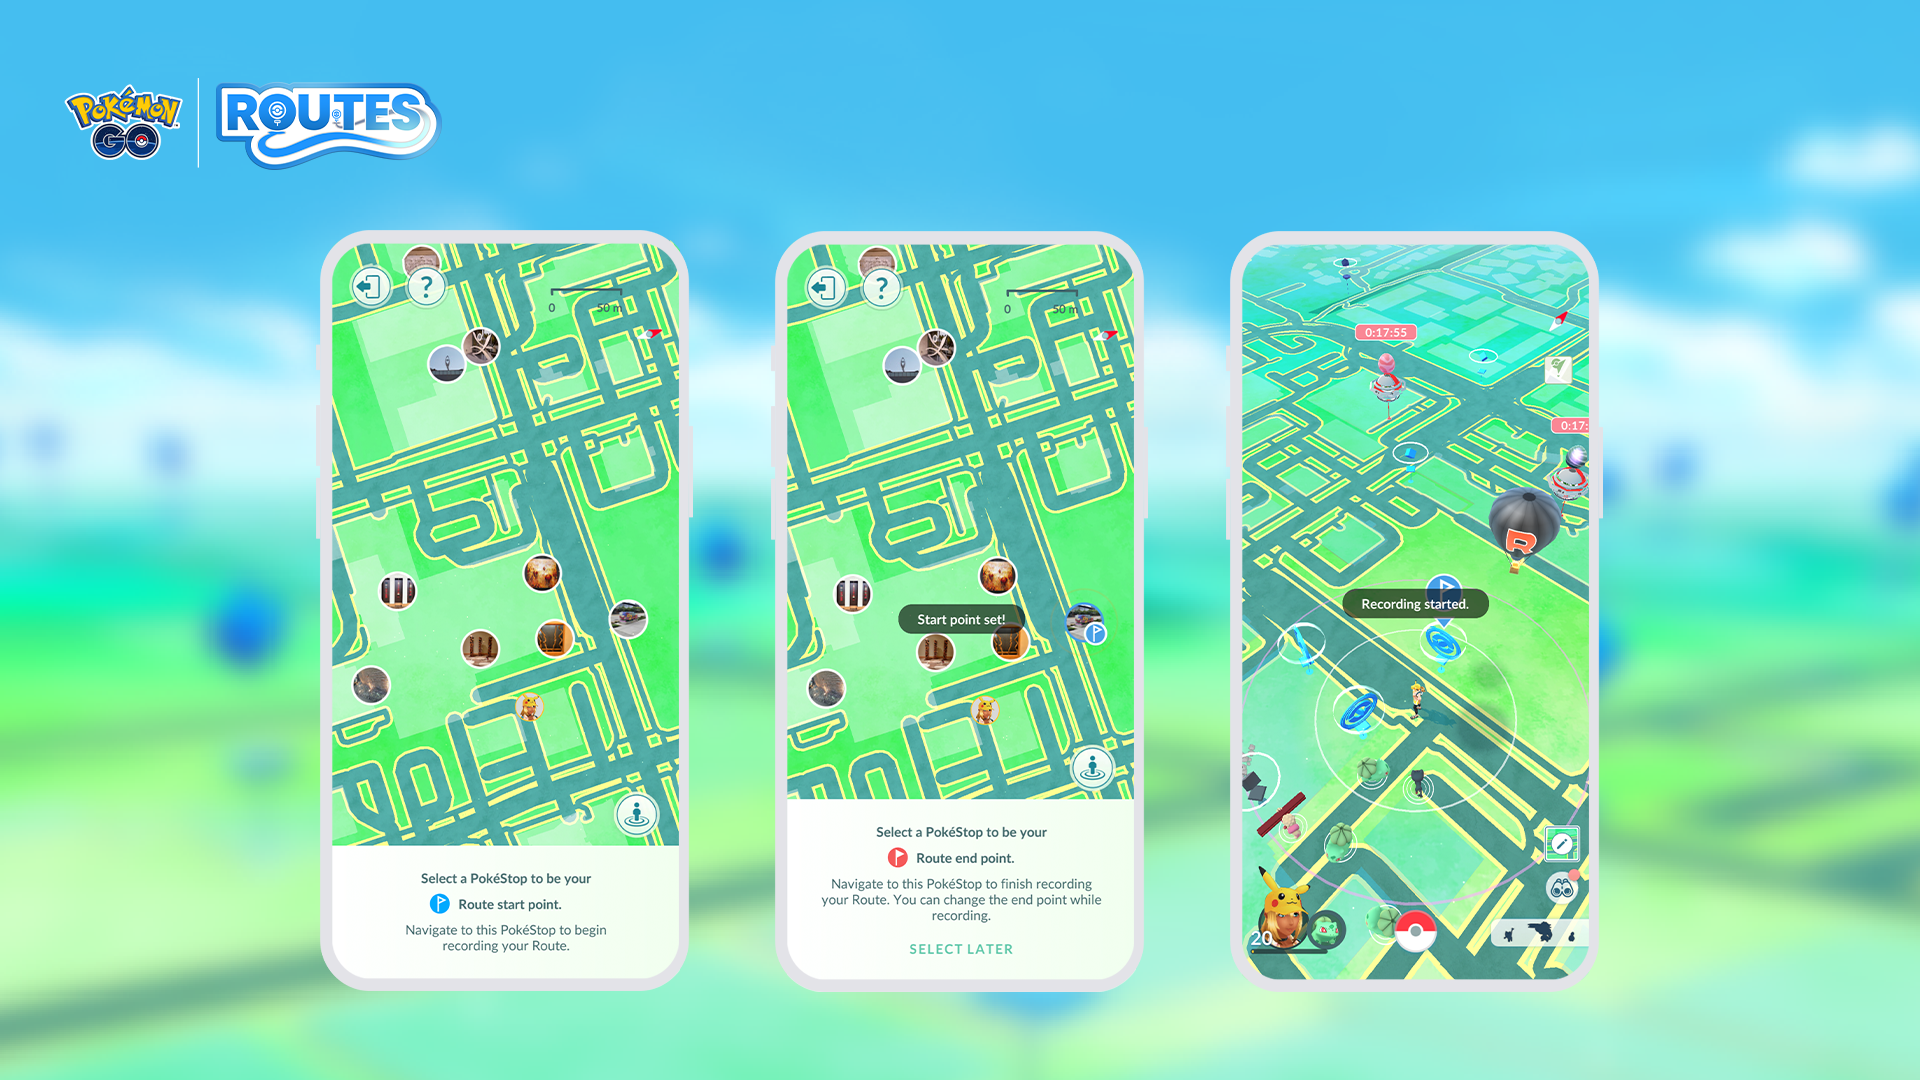 POKÉMON
GO
ROUTES
?
0 50 m
Select a PokéStop to be your
Route start point.
Navigate to this PokéStop to begin
recording your Route.
?
0 50 m
Start point set!
Select a PokéStop to be your
Route end point.
Navigate to this PokéStop to finish recording
your Route. You can change the end point while
recording.
SELECT LATER
0:17:55
0:17:
R
Recording started.
20